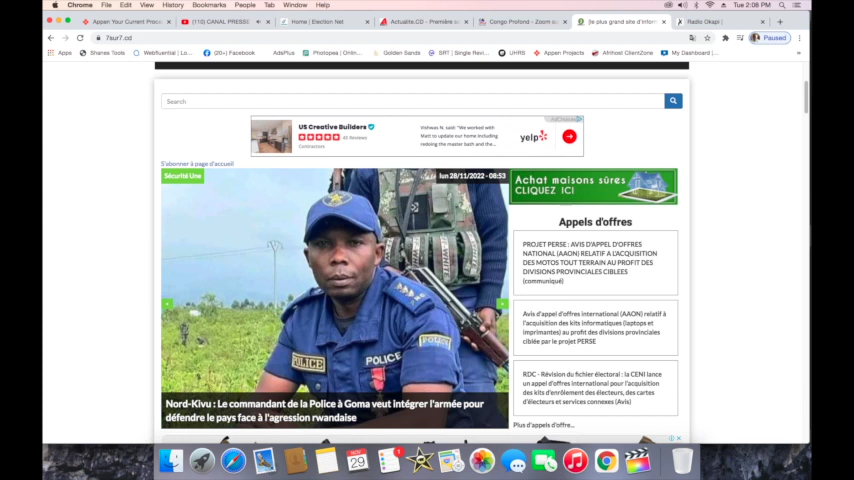 Chrome File Edit View History Bookmarks People Tab Window Help
Tue 2:08 PM
Appen Your Current Proce
(110) CANAL PRESSE
Home | Election Net
Actualite.CD - Première s
Congo Profond - Zoom su
[le plus grand site d'inform
Radio Okapi |
7sur7.cd
Paused
Apps
Shanes Tools
Webfluential | Lo...
(20+) Facebook
AdsPlus
Photopea | Onlin...
Golden Sands
SRT | Single Revi...
UHRS
Appen Projects
Afrihost ClientZone
My Dashboard |...
Search
AdChoices
US Creative Builders
45 Reviews
Contractors
Vishwas N. said: "We worked with
Matt to update our home including
redoing the master bath and the...
yelp
S'abonner à page d'accueil
Sécurité Une
lun 28/11/2022 - 08:53
POLICE
POLICE
POLICE
Nord-Kivu : Le commandant de la Police à Goma veut intégrer l'armée pour
défendre le pays face à l'agression rwandaise
Achat maisons sûres
CLIQUEZ ICI
Appels d'offres
PROJET PERSE : AVIS D'APPEL D'OFFRES
NATIONAL (AAON) RELATIF A L'ACQUISITION
DES MOTOS TOUT TERRAIN AU PROFIT DES
DIVISIONS PROVINCIALES CIBLEES
(communiqué)
Avis d'appel d'offres international (AAON) relatif à
l'acquisition des kits informatiques (laptops et
imprimantes) au profit des divisions provinciales
ciblée par le projet PERSE
RDC - Révision du fichier électoral : la CENI lance
un appel d'offres international pour l'acquisition
des kits d'enrôlement des électeurs, des cartes
d'électeurs et services connexes (Avis)
Plus d'appels d'offre...
NOV
29
1